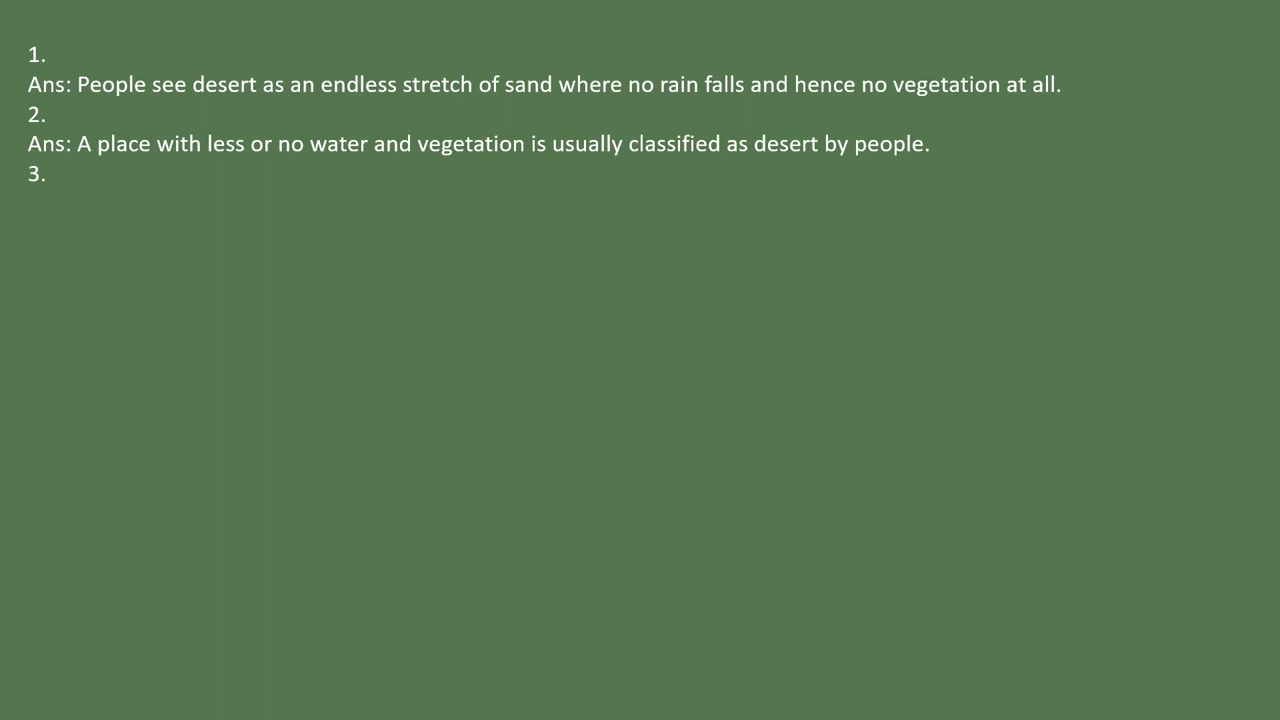 1.
Ans: People see desert as an endless stretch of sand where no rain falls and hence no vegetation at all.
2.
Ans: A place with less or no water and vegetation is usually classified as desert by people.
3.